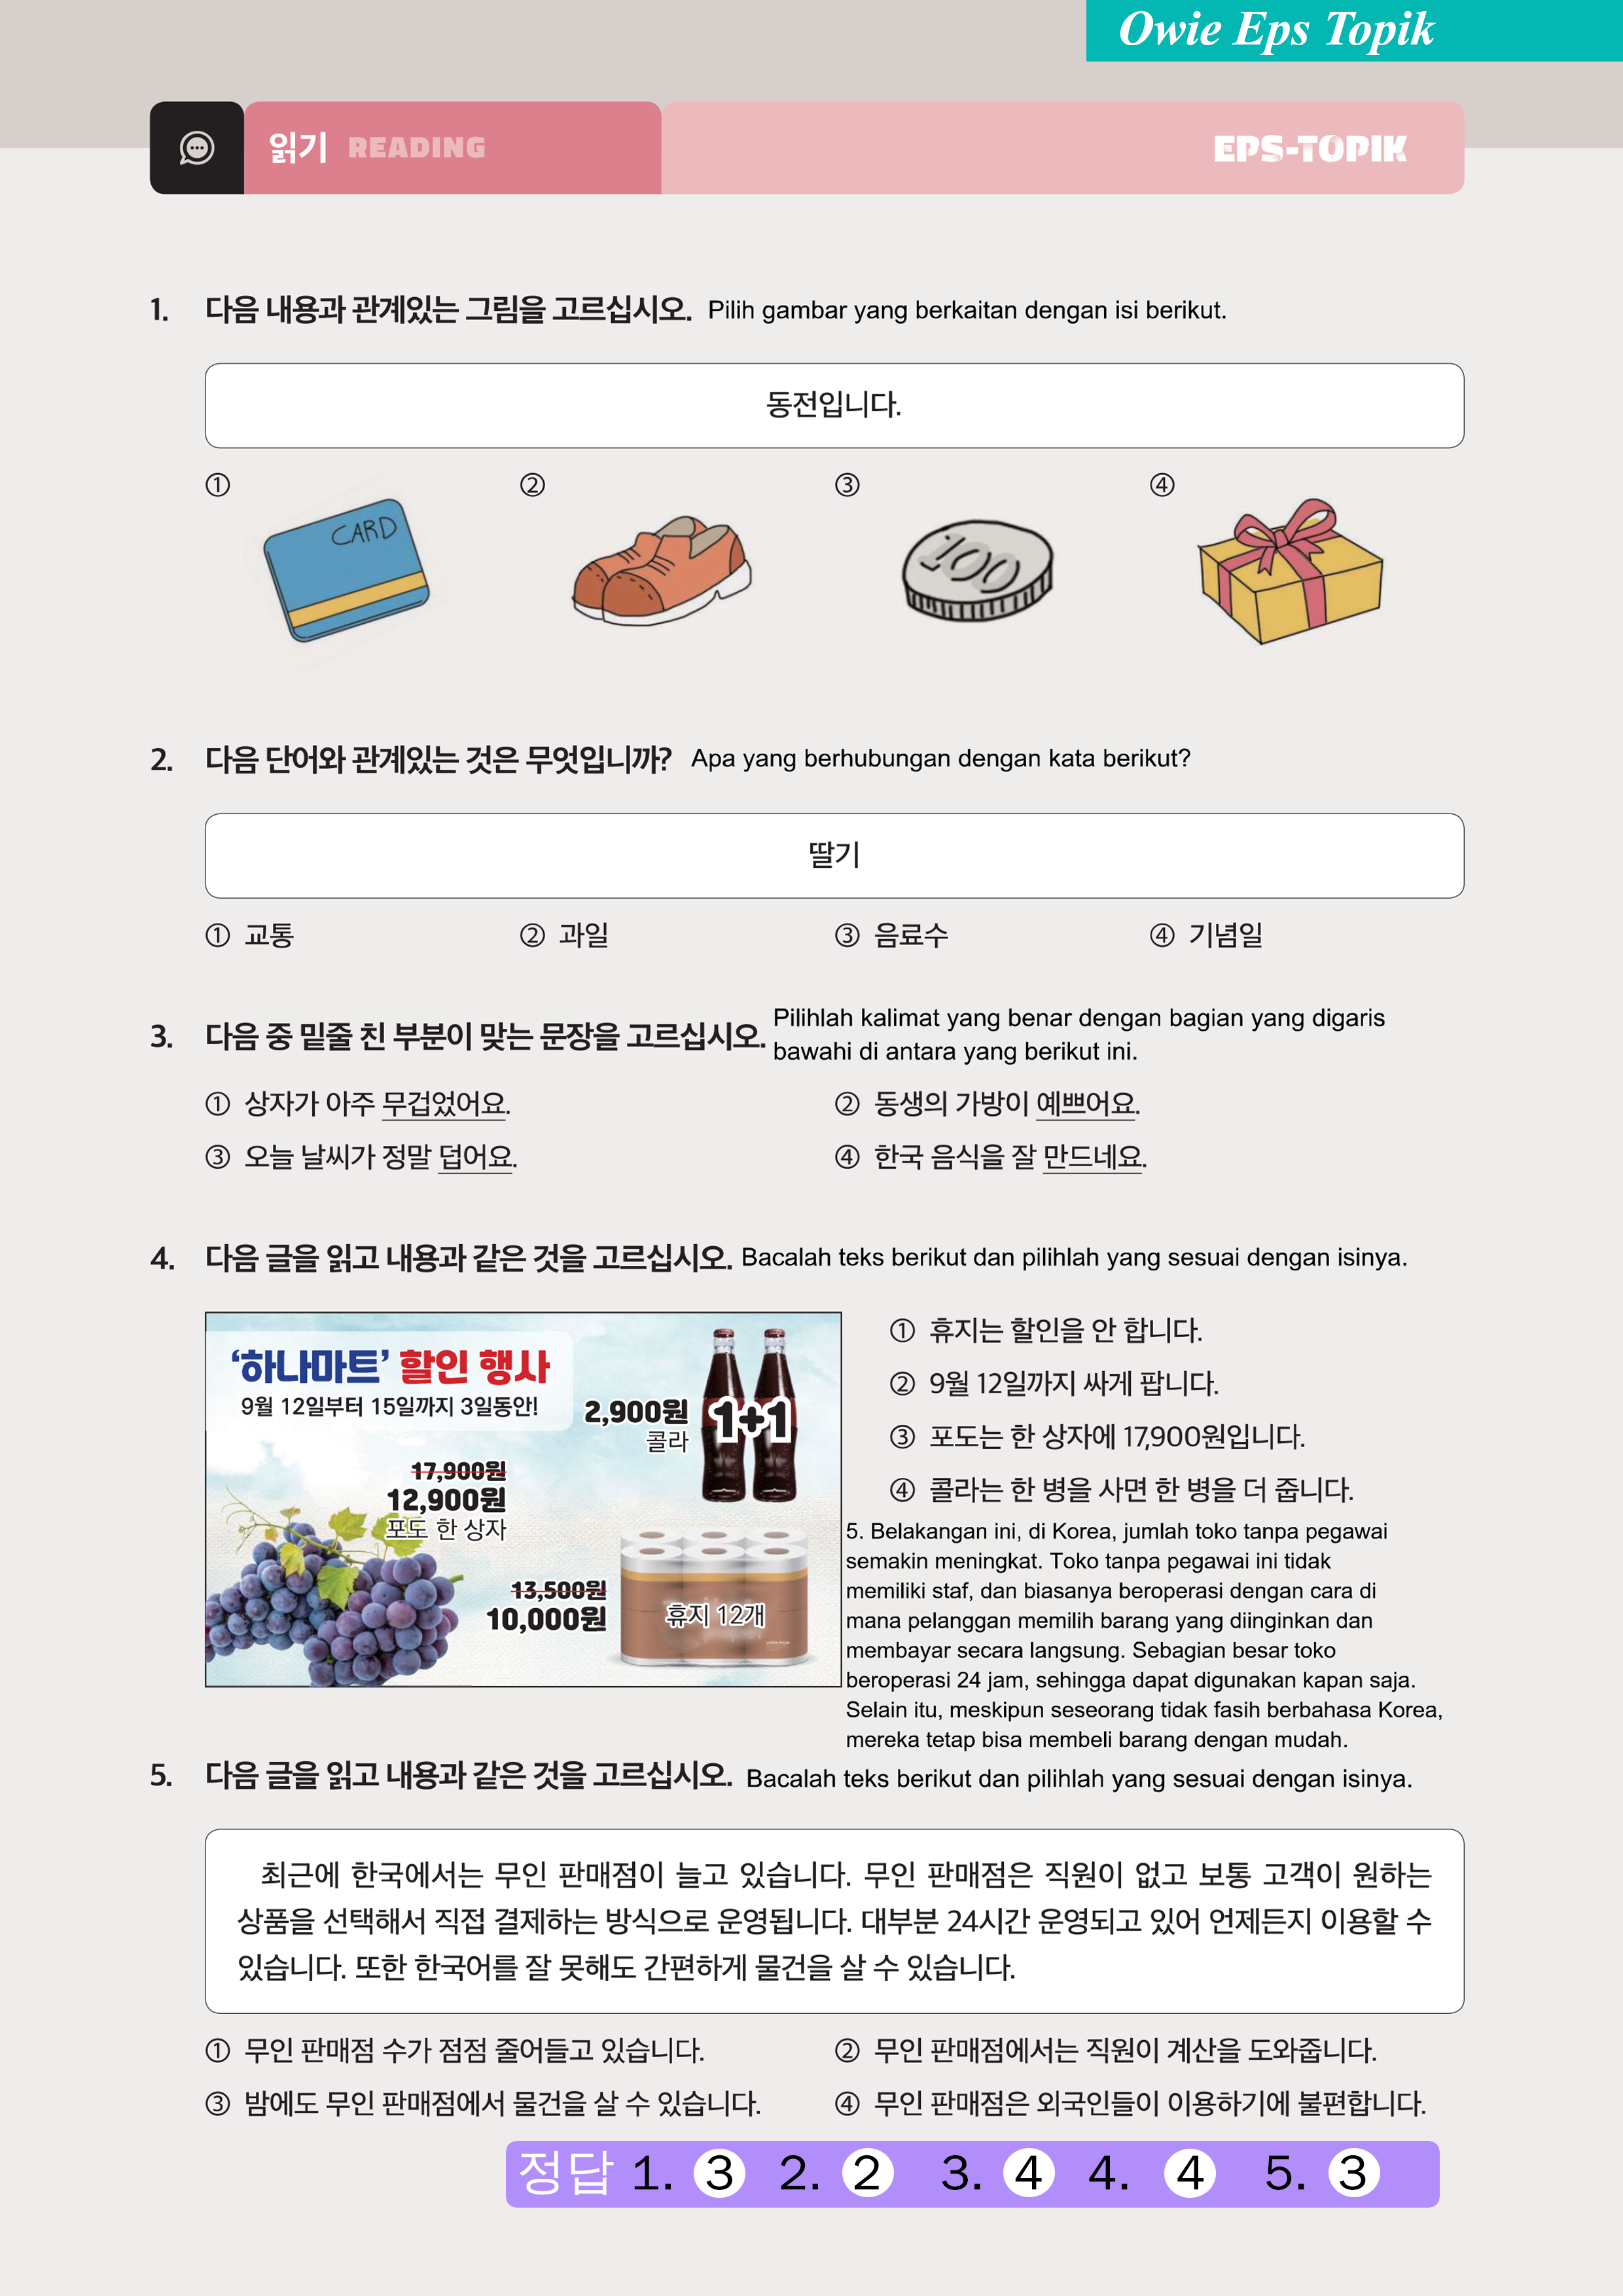 Owie Eps Topik
읽기 READING
EPS-TOPIK
1. 다음 내용과 관계있는 그림을 고르십시오. Pilih gambar yang berkaitan dengan isi berikut.
동전입니다.
① ② ③ ④
CARD
100
2. 다음 단어와 관계있는 것은 무엇입니까? Apa yang berhubungan dengan kata berikut?
딸기
① 교통 ② 과일 ③ 음료수 ④ 기념일
3. 다음 중 밑줄 친 부분이 맞는 문장을 고르십시오. Pilihlah kalimat yang benar dengan bagian yang digaris
bawahi di antara yang berikut ini.
① 상자가 아주 무겁었어요. ② 동생의 가방이 예쁘어요.
③ 오늘 날씨가 정말 덥어요. ④ 한국 음식을 잘 만드네요.
4. 다음 글을 읽고 내용과 같은 것을 고르십시오. Bacalah teks berikut dan pilihlah yang sesuai dengan isinya.
‘하나마트’ 할인 행사
9월 12일부터 15일까지 3일동안!
2,900원
콜라
1+1
17,900원
12,900원
포도 한 상자
13,500원
10,000원
휴지 12개
① 휴지는 할인을 안 합니다.
② 9월 12일까지 싸게 팝니다.
③ 포도는 한 상자에 17,900원입니다.
④ 콜라는 한 병을 사면 한 병을 더 줍니다.
5. Belakangan ini, di Korea, jumlah toko tanpa pegawai
semakin meningkat. Toko tanpa pegawai ini tidak
memiliki staf, dan biasanya beroperasi dengan cara di
mana pelanggan memilih barang yang diinginkan dan
membayar secara langsung. Sebagian besar toko
beroperasi 24 jam, sehingga dapat digunakan kapan saja.
Selain itu, meskipun seseorang tidak fasih berbahasa Korea,
mereka tetap bisa membeli barang dengan mudah.
5. 다음 글을 읽고 내용과 같은 것을 고르십시오. Bacalah teks berikut dan pilihlah yang sesuai dengan isinya.
최근에 한국에서는 무인 판매점이 늘고 있습니다. 무인 판매점은 직원이 없고 보통 고객이 원하는
상품을 선택해서 직접 결제하는 방식으로 운영됩니다. 대부분 24시간 운영되고 있어 언제든지 이용할 수
있습니다. 또한 한국어를 잘 못해도 간편하게 물건을 살 수 있습니다.
① 무인 판매점 수가 점점 줄어들고 있습니다. ② 무인 판매점에서는 직원이 계산을 도와줍니다.
③ 밤에도 무인 판매점에서 물건을 살 수 있습니다. ④ 무인 판매점은 외국인들이 이용하기에 불편합니다.
정답 1. ③ 2. ② 3. ④ 4. ④ 5. ③